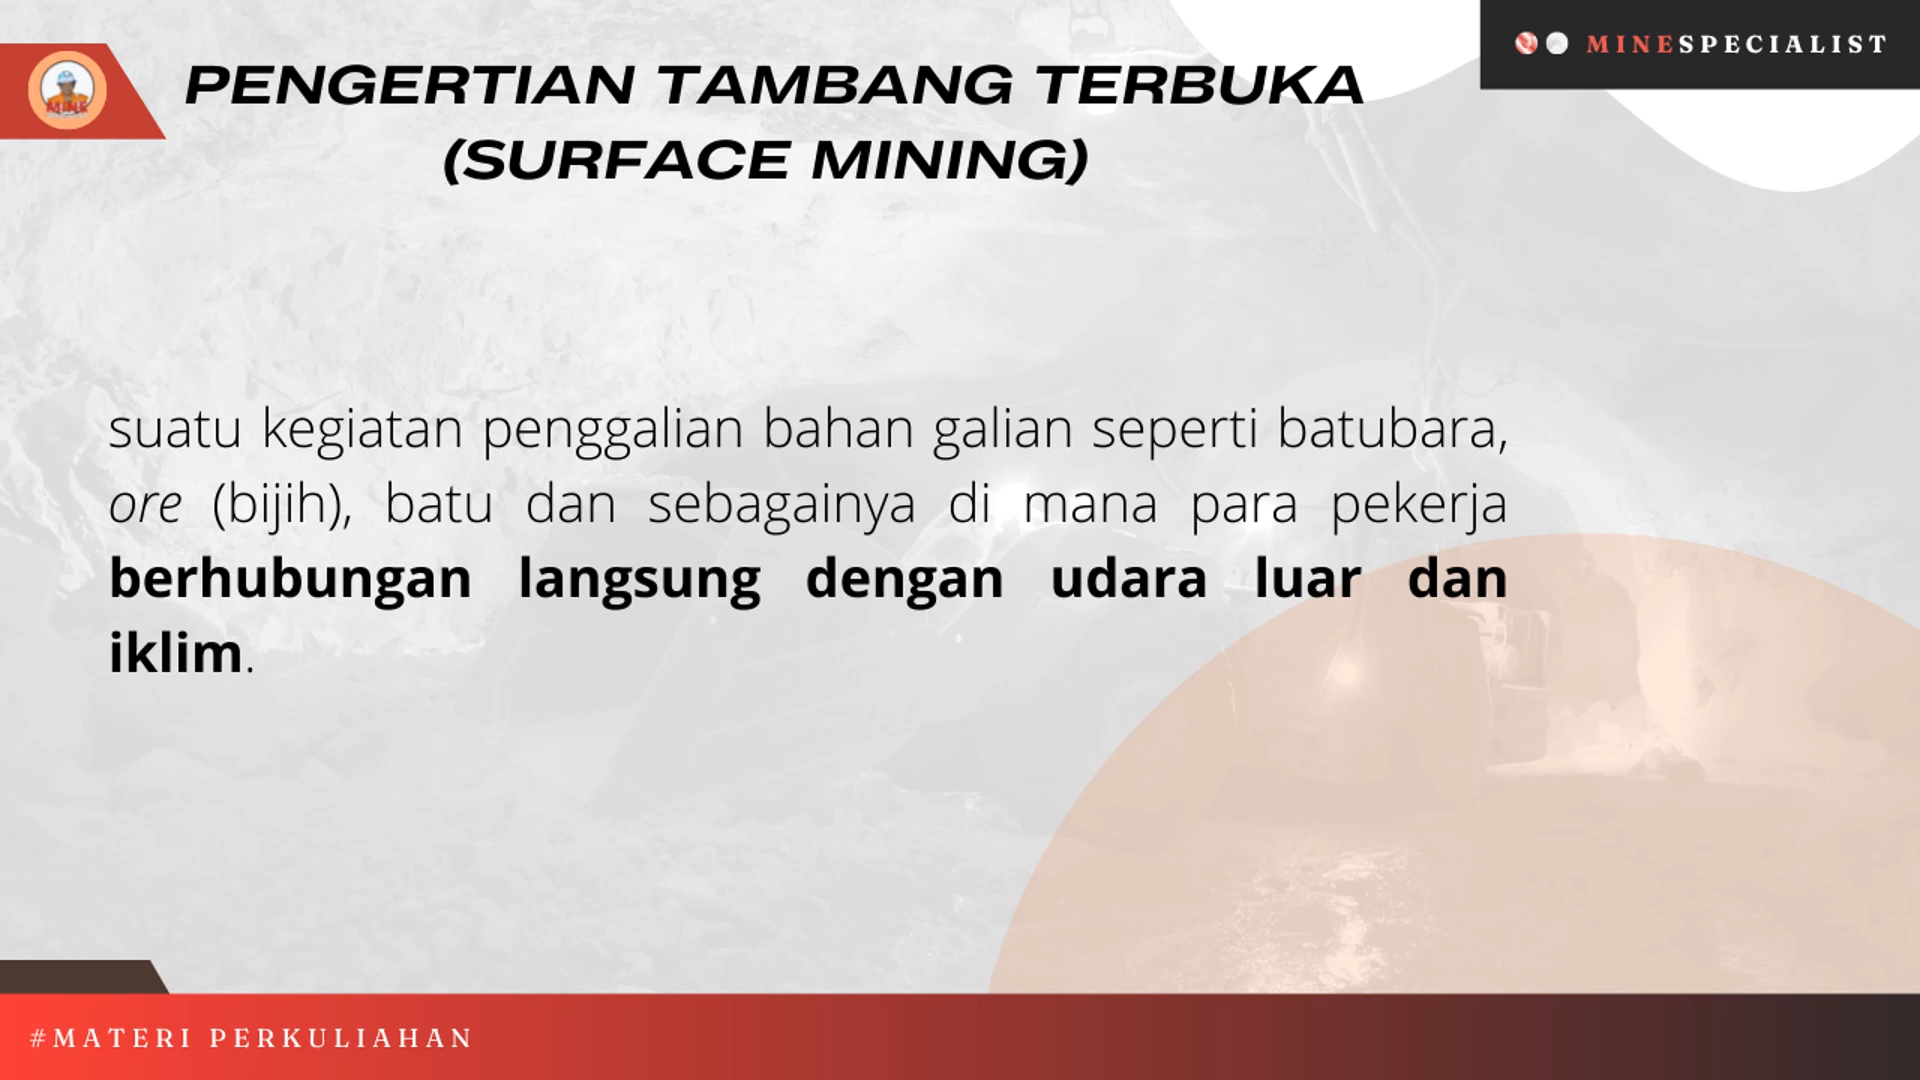 MINESPECIALIST
MINE
PENGERTIAN TAMBANG TERBUKA
(SURFACE MINING)
suatu kegiatan penggalian bahan galian seperti batubara,
ore (bijih), batu dan sebagainya di mana para pekerja
berhubungan langsung dengan udara luar dan
iklim.
#MATERI PERKULIAHAN